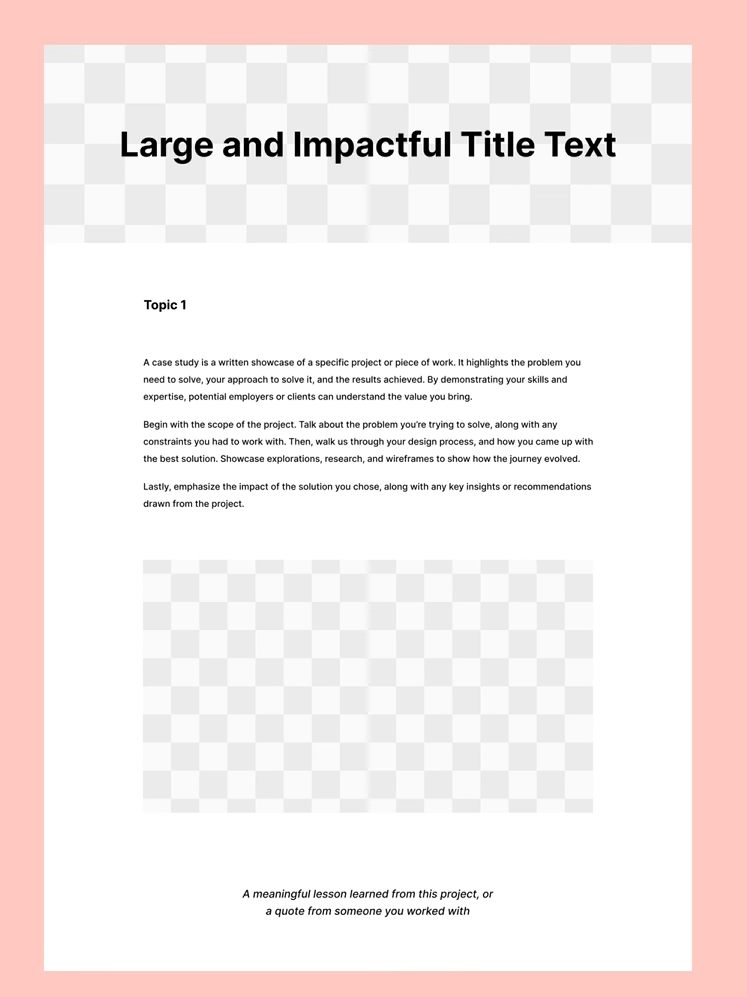 Large and Impactful Title Text
Topic 1
A case study is a written showcase of a specific project or piece of work. It highlights the problem you
need to solve, your approach to solve it, and the results achieved. By demonstrating your skills and
expertise, potential employers or clients can understand the value you bring.
Begin with the scope of the project. Talk about the problem you’re trying to solve, along with any
constraints you had to work with. Then, walk us through your design process, and how you came up with
the best solution. Showcase explorations, research, and wireframes to show how the journey evolved.
Lastly, emphasize the impact of the solution you chose, along with any key insights or recommendations
drawn from the project.
A meaningful lesson learned from this project, or
a quote from someone you worked with